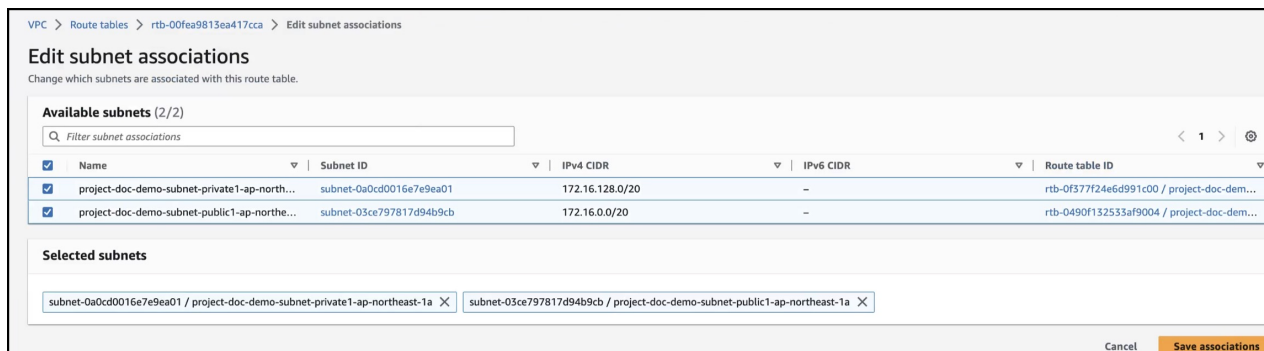 VPC > Route tables > rtb-00fea9813ea417cca > Edit subnet associations
Edit subnet associations
Change which subnets are associated with this route table.
Available subnets (2/2)
Filter subnet associations
< 1 >
Name Subnet ID IPv4 CIDR IPv6 CIDR Route table ID
project-doc-demo-subnet-private1-ap-north... subnet-0a0cd0016e7e9ea01 172.16.128.0/20 – rtb-0f377f24e6d991c00 / project-doc-dem...
project-doc-demo-subnet-public1-ap-northe... subnet-03ce797817d94b9cb 172.16.0.0/20 – rtb-0490f132533af9004 / project-doc-dem...
Selected subnets
subnet-0a0cd0016e7e9ea01 / project-doc-demo-subnet-private1-ap-northeast-1a X subnet-03ce797817d94b9cb / project-doc-demo-subnet-public1-ap-northeast-1a X
Cancel Save associations